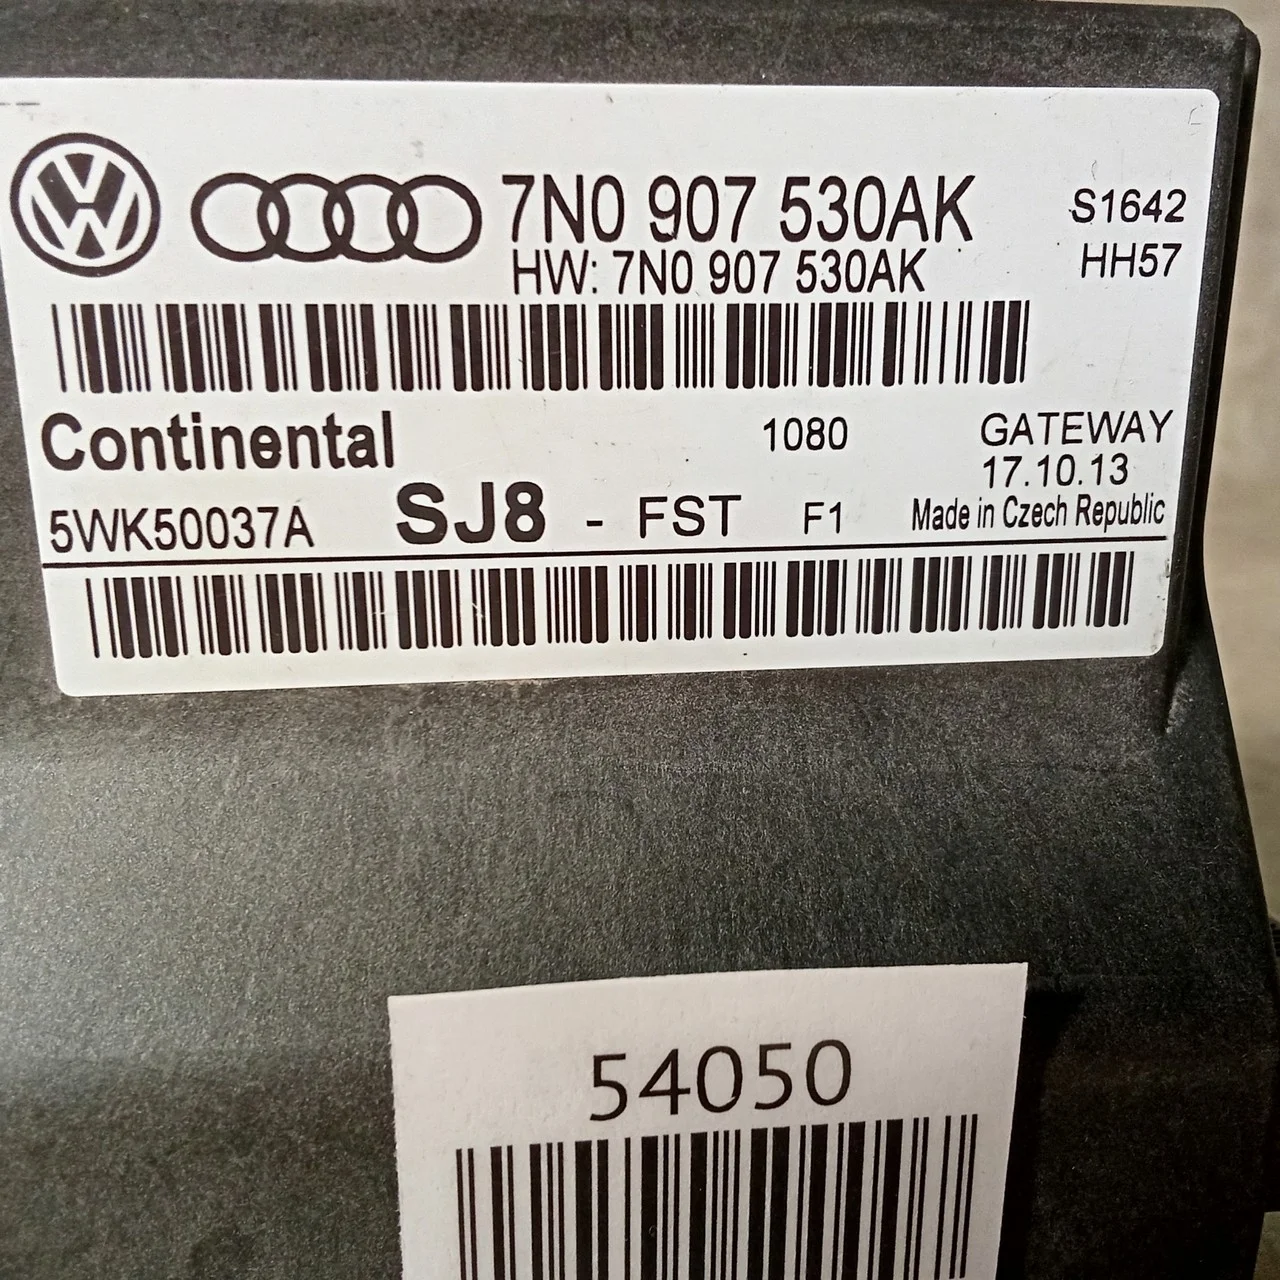 7N0 907 530AK
HW: 7N0 907 530AK
S1642
HH57
Continental
1080
GATEWAY
17.10.13
5WK50037A
SJ8 - FST F1
Made in Czech Republic
54050